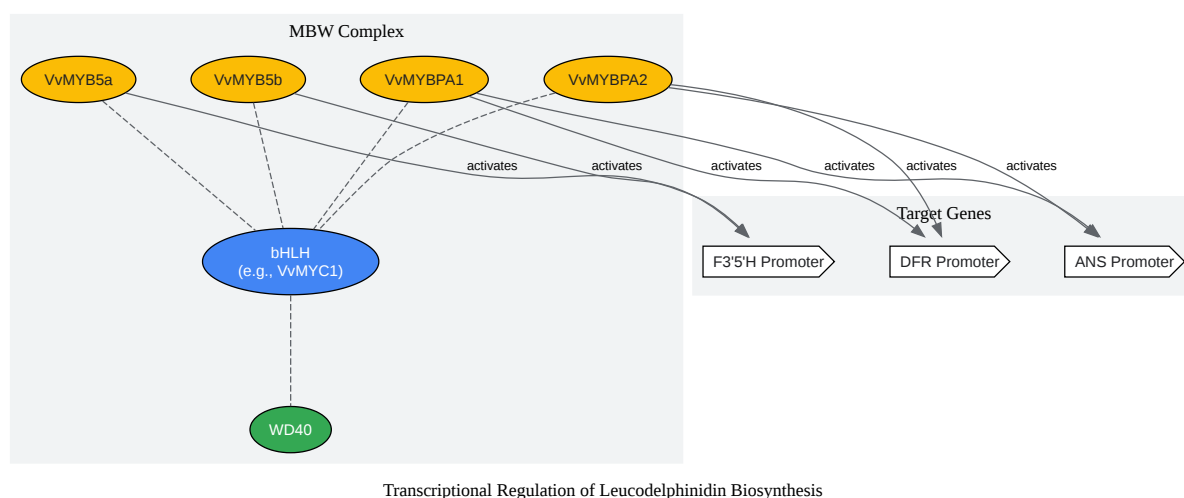 MBW Complex
VvMYB5a
VvMYB5b
VvMYBPA1
VvMYBPA2
activates
activates
activates
activates
activates
activates
Target Genes
bHLH
(e.g., VvMYC1)
F3'5'H Promoter
DFR Promoter
ANS Promoter
WD40
Transcriptional Regulation of Leucodelphinidin Biosynthesis